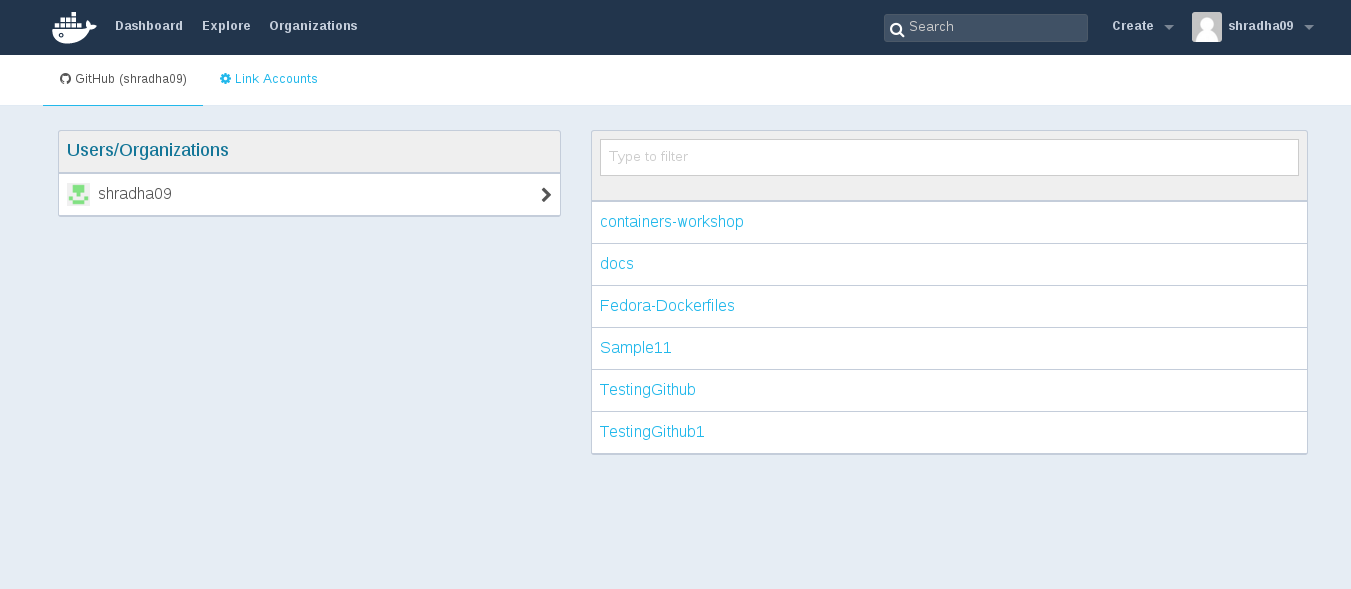 Dashboard Explore Organizations Search Create shradha09
GitHub (shradha09) Link Accounts
Users/Organizations
shradha09
Type to filter
containers-workshop
docs
Fedora-Dockerfiles
Sample11
TestingGithub
TestingGithub1